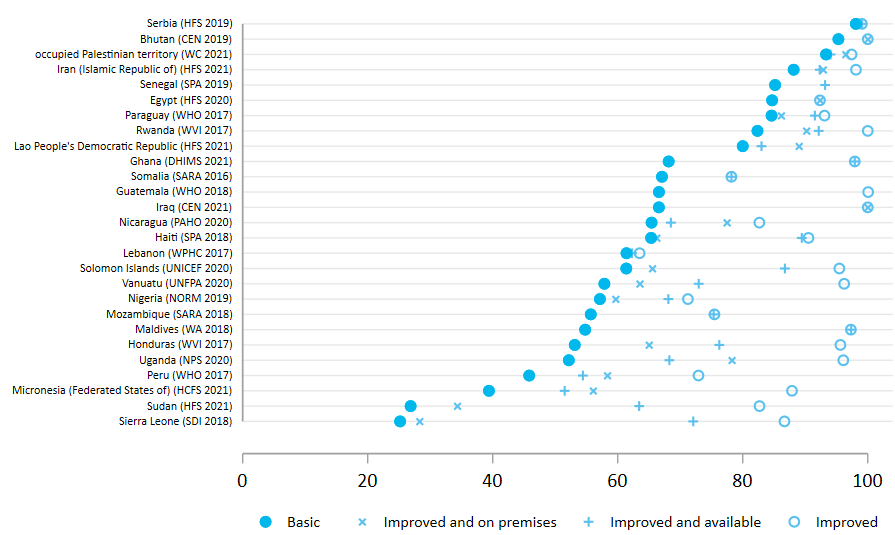 Serbia (HFS 2019)
Bhutan (CEN 2019)
occupied Palestinian territory (WC 2021)
Iran (Islamic Republic of) (HFS 2021)
Senegal (SPA 2019)
Egypt (HFS 2020)
Paraguay (WHO 2017)
Rwanda (WVI 2017)
Lao People's Democratic Republic (HFS 2021)
Ghana (DHIMS 2021)
Somalia (SARA 2016)
Guatemala (WHO 2018)
Iraq (CEN 2021)
Nicaragua (PAHO 2020)
Haiti (SPA 2018)
Lebanon (WPHC 2017)
Solomon Islands (UNICEF 2020)
Vanuatu (UNFPA 2020)
Nigeria (NORM 2019)
Mozambique (SARA 2018)
Maldives (WA 2018)
Honduras (WVI 2017)
Uganda (NPS 2020)
Peru (WHO 2017)
Micronesia (Federated States of) (HCFS 2021)
Sudan (HFS 2021)
Sierra Leone (SDI 2018)
0 20 40 60 80 100
Basic Improved and on premises Improved and available Improved